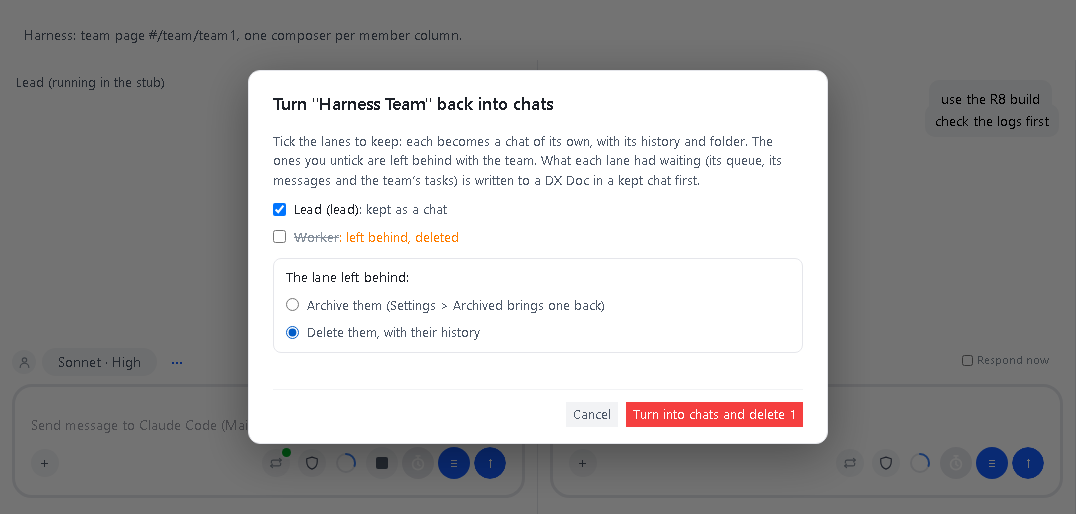 Harness: team page #/team/team1, one composer per member column.
Lead (running in the stub)
use the R8 build
check the logs first
Turn "Harness Team" back into chats
Tick the lanes to keep: each becomes a chat of its own, with its history and folder. The
ones you untick are left behind with the team. What each lane had waiting (its queue, its
messages and the team's tasks) is written to a DX Doc in a kept chat first.
Lead (lead): kept as a chat
Worker: left behind, deleted
The lane left behind:
Archive them (Settings > Archived brings one back)
Delete them, with their history
Cancel
Turn into chats and delete 1
Sonnet · High
Respond now
Send message to Claude Code (Mai